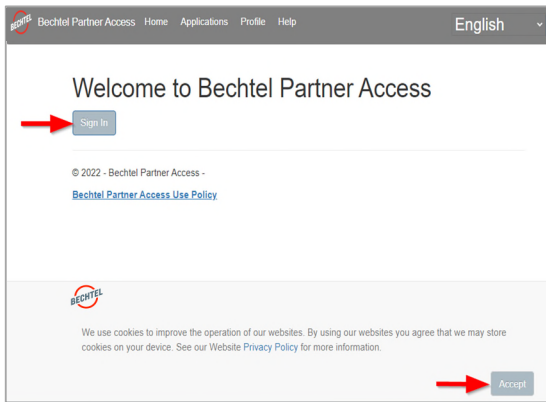 BECHTEL Bechtel Partner Access Home Applications Profile Help English
Welcome to Bechtel Partner Access
Sign In
© 2022 - Bechtel Partner Access -
Bechtel Partner Access Use Policy
BECHTEL
We use cookies to improve the operation of our websites. By using our websites you agree that we may store
cookies on your device. See our Website Privacy Policy for more information.
Accept